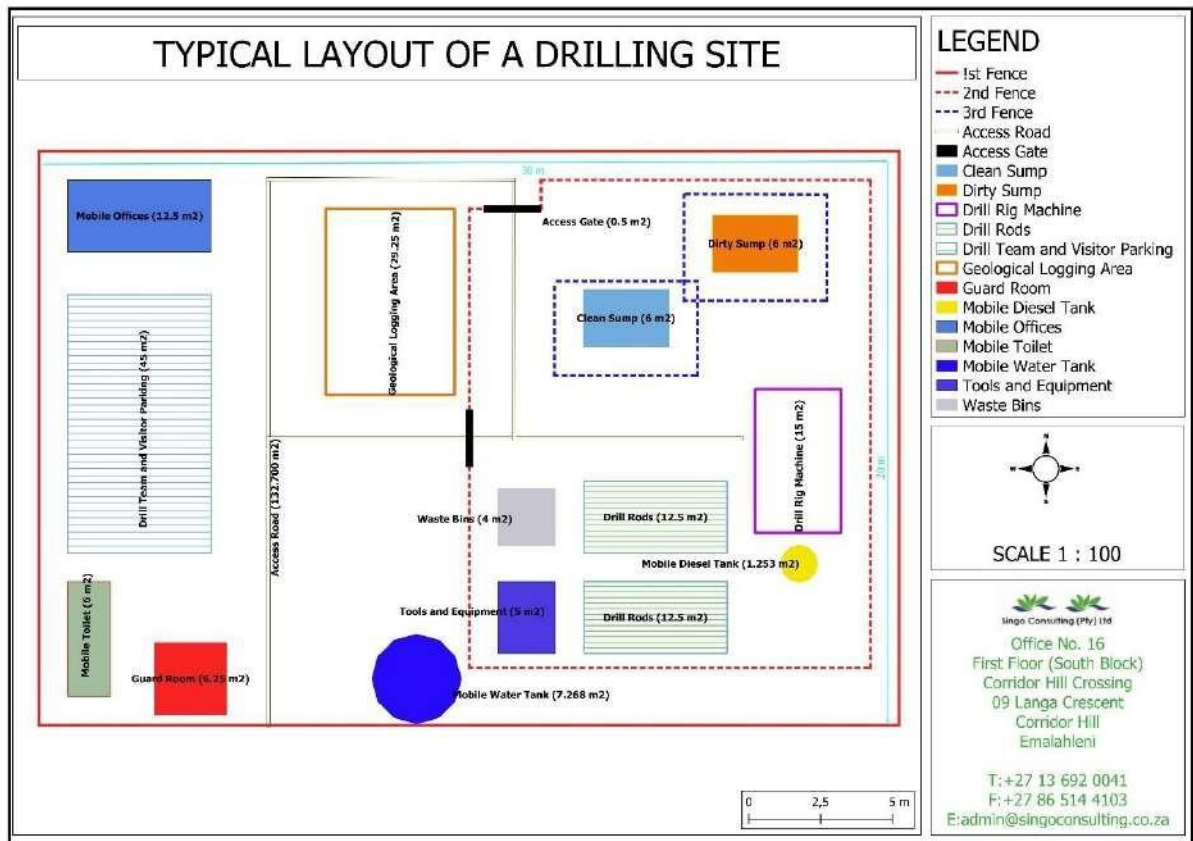 TYPICAL LAYOUT OF A DRILLING SITE
30 m
Mobile Offices (12.5 m2)
Geological Logging Area (29.25 m2)
Access Gate (0.5 m2)
Dirty Sump (6 m2)
Clean Sump (6 m2)
Drill Team and Visitor Parking (45 m2)
Access Road (132.700 m2)
20 m
Drill Rig Machine (15 m2)
Waste Bins (4 m2)
Drill Rods (12.5 m2)
Mobile Diesel Tank (1.253 m2)
Tools and Equipment (5 m2)
Drill Rods (12.5 m2)
Mobile Toilet (6 m2)
Guard Room (6.25 m2)
Mobile Water Tank (7.268 m2)
0 2,5 5 m
LEGEND
!st Fence
2nd Fence
3rd Fence
Access Road
Access Gate
Clean Sump
Dirty Sump
Drill Rig Machine
Drill Rods
Drill Team and Visitor Parking
Geological Logging Area
Guard Room
Mobile Diesel Tank
Mobile Offices
Mobile Toilet
Mobile Water Tank
Tools and Equipment
Waste Bins
N
W E
S
SCALE 1 : 100
Singo Consulting (Pty) Ltd
Office No. 16
First Floor (South Block)
Corridor Hill Crossing
09 Langa Crescent
Corridor Hill
Emalahleni
T:+27 13 692 0041
F:+27 86 514 4103
E:admin@singoconsulting.co.za